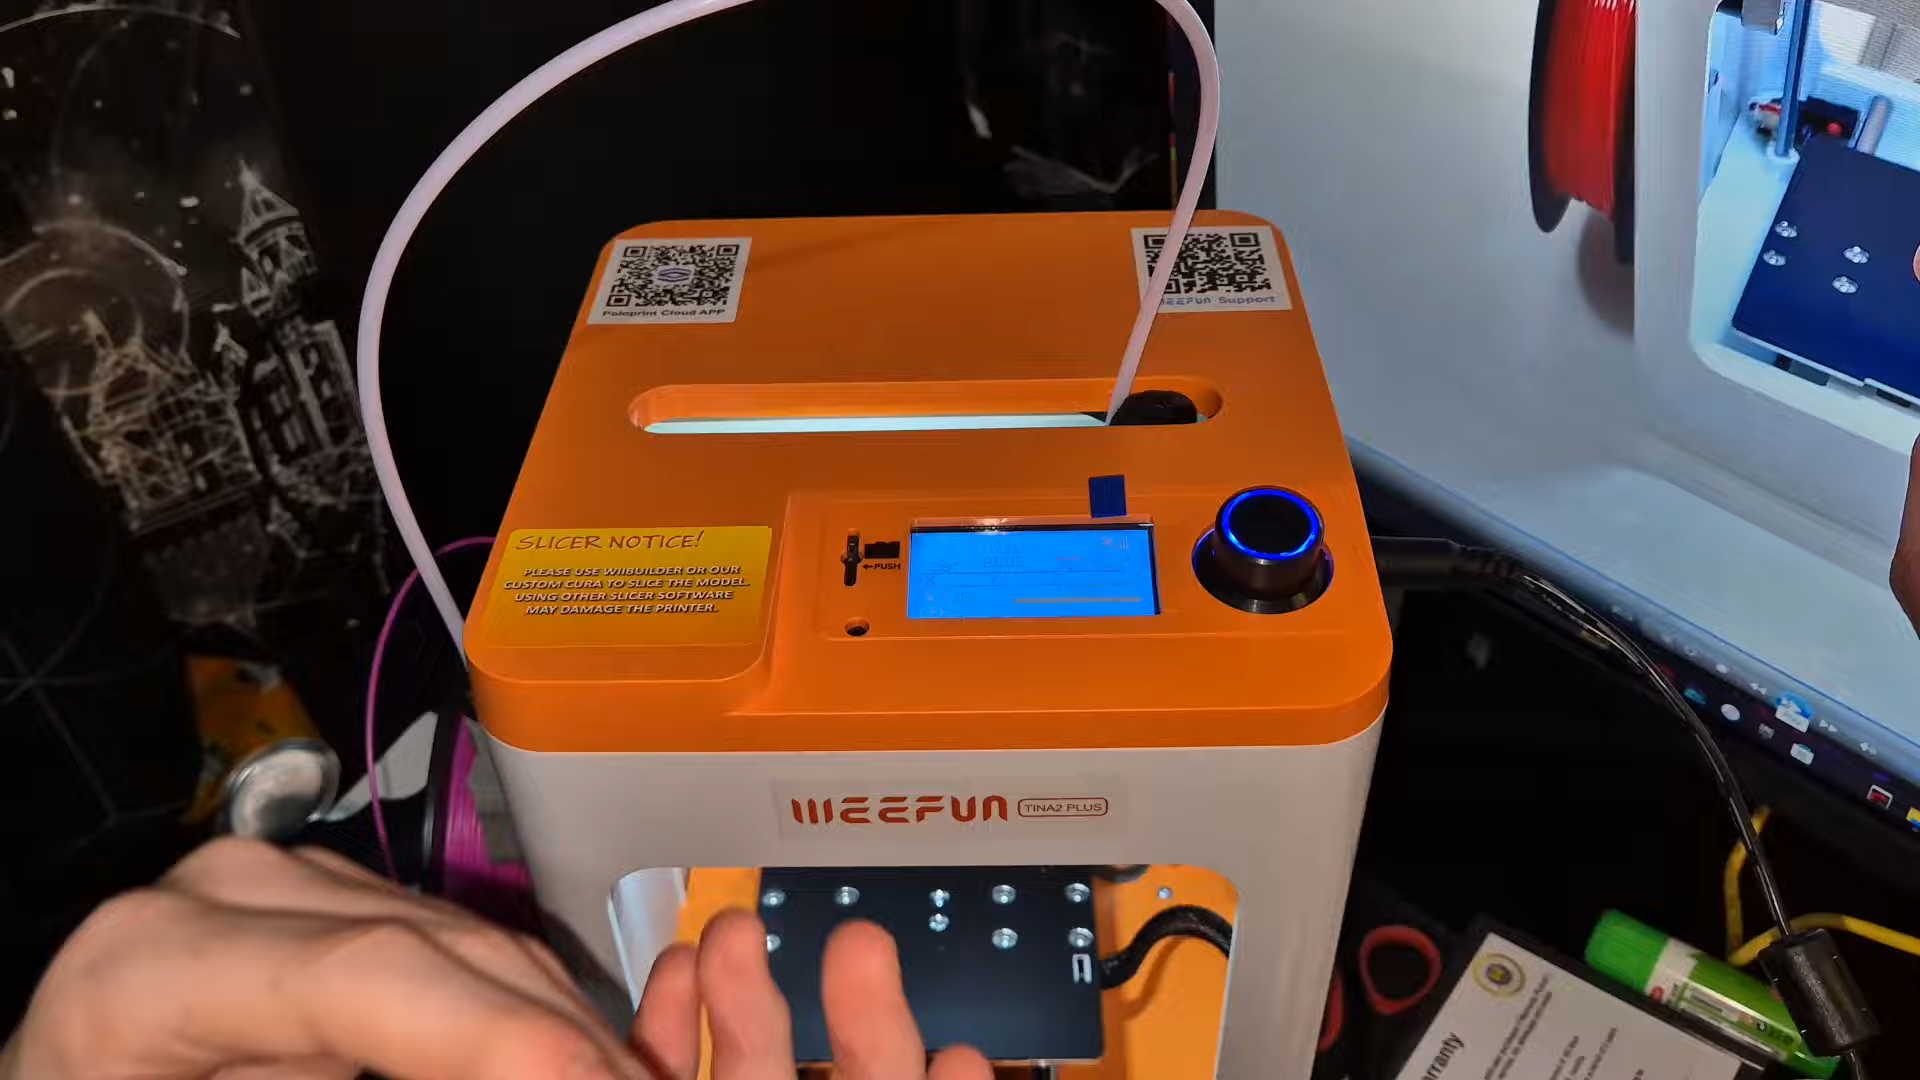 Poloprint Cloud APP
WEEFUN Support
SLICER NOTICE!
PLEASE USE WIIBUILDER OR OUR
CUSTOM CURA TO SLICE THE MODEL.
USING OTHER SLICER SOFTWARE
MAY DAMAGE THE PRINTER.
←PUSH
WEEFUN TINA2 PLUS